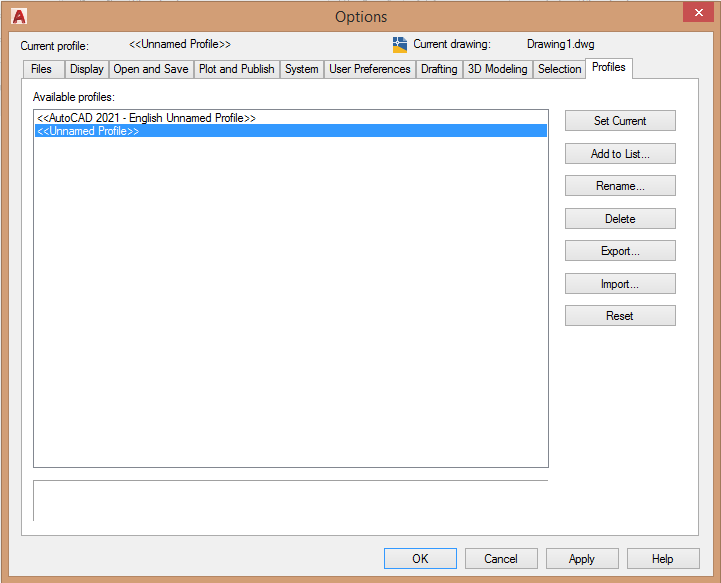 Options
Current profile: <<Unnamed Profile>> Current drawing: Drawing1.dwg
Files Display Open and Save Plot and Publish System User Preferences Drafting 3D Modeling Selection Profiles
Available profiles:
<<AutoCAD 2021 - English Unnamed Profile>>
<<Unnamed Profile>>
Set Current
Add to List...
Rename...
Delete
Export...
Import...
Reset
OK Cancel Apply Help